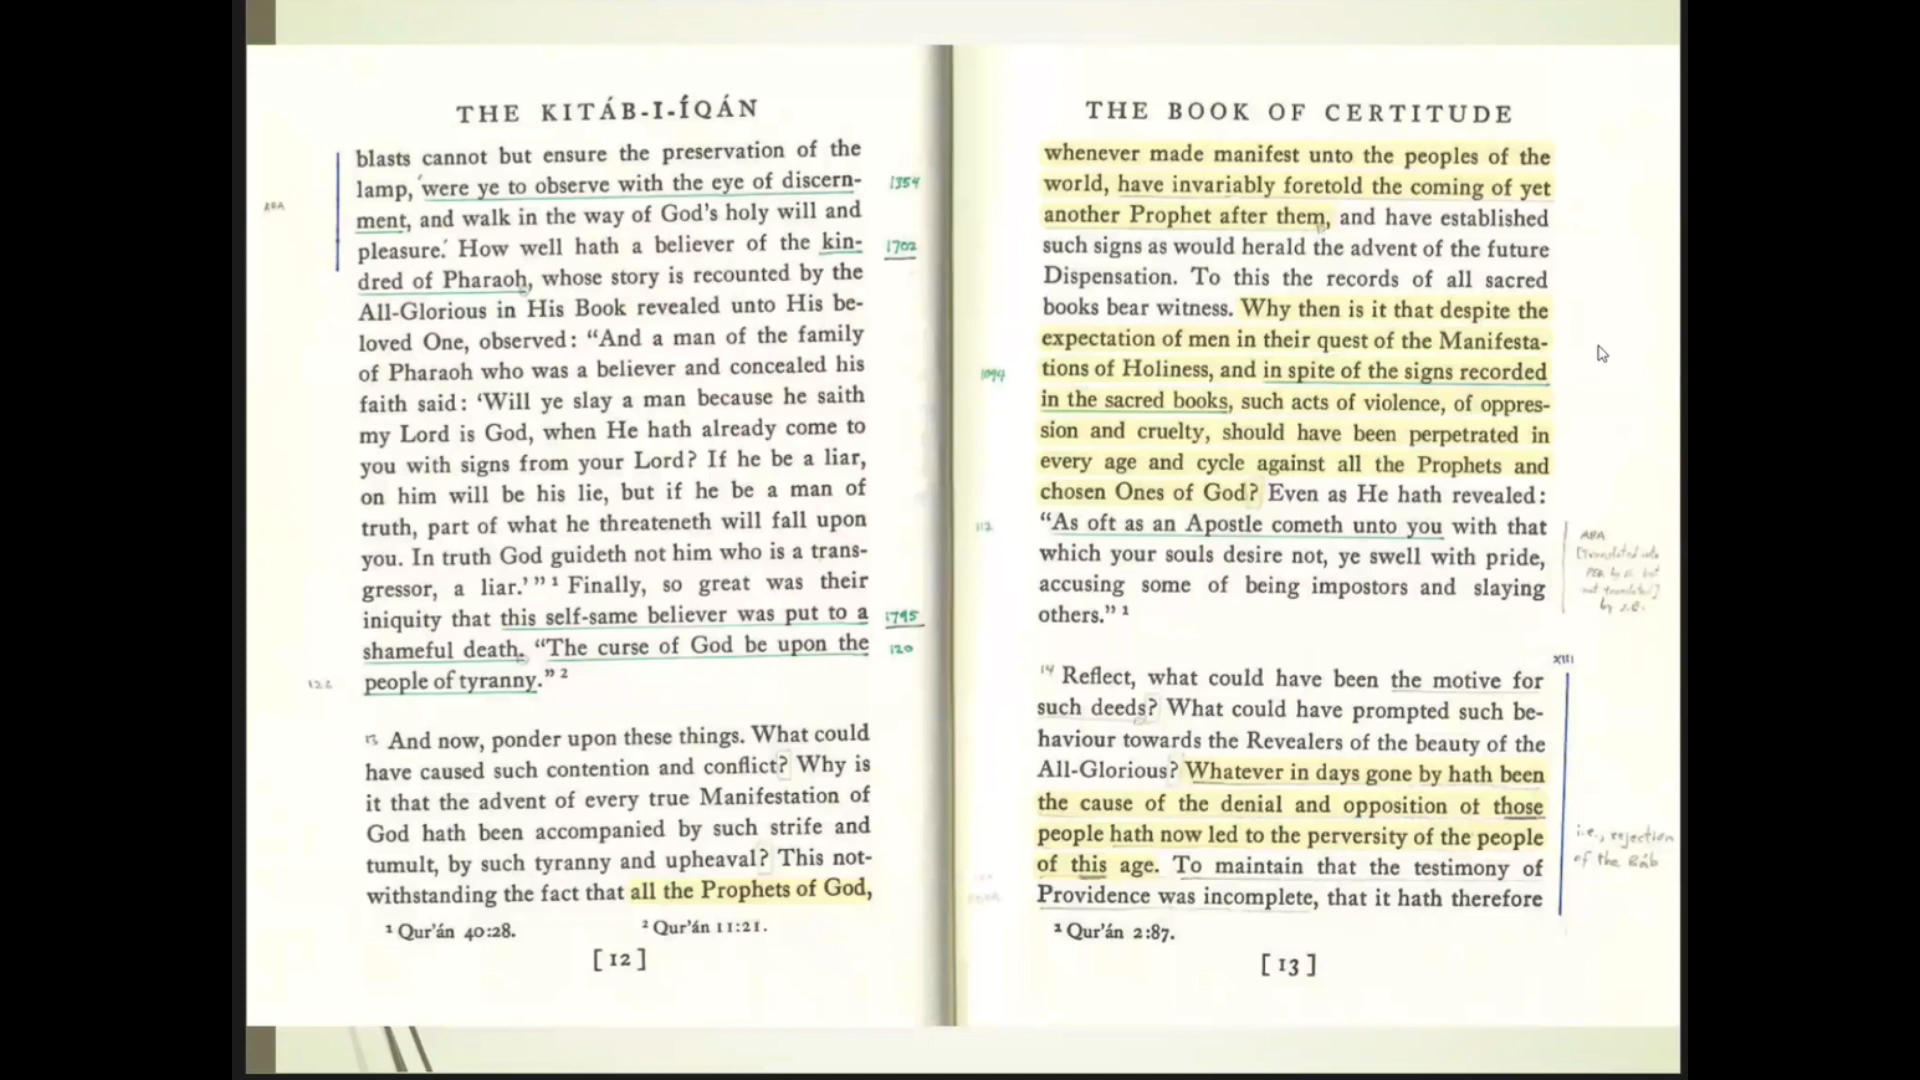 THE KITÁB-I-ÍQÁN
blasts cannot but ensure the preservation of the
lamp, were ye to observe with the eye of discern-
ment, and walk in the way of God's holy will and
pleasure. How well hath a believer of the kin-
dred of Pharaoh, whose story is recounted by the
All-Glorious in His Book revealed unto His be-
loved One, observed: “And a man of the family
of Pharaoh who was a believer and concealed his
faith said: ‘Will ye slay a man because he saith
my Lord is God, when He hath already come to
you with signs from your Lord? If he be a liar,
on him will be his lie, but if he be a man of
truth, part of what he threateneth will fall upon
you. In truth God guideth not him who is a trans-
gressor, a liar.’” 1 Finally, so great was their
iniquity that this self-same believer was put to a
shameful death. “The curse of God be upon the
people of tyranny.” 2
13 And now, ponder upon these things. What could
have caused such contention and conflict? Why is
it that the advent of every true Manifestation of
God hath been accompanied by such strife and
tumult, by such tyranny and upheaval? This not-
withstanding the fact that all the Prophets of God,
1 Qur'án 40:28.
2 Qur'án 11:21.
[ 12 ]
ABA
1354
1702
1795
120
122
THE BOOK OF CERTITUDE
whenever made manifest unto the peoples of the
world, have invariably foretold the coming of yet
another Prophet after them, and have established
such signs as would herald the advent of the future
Dispensation. To this the records of all sacred
books bear witness. Why then is it that despite the
expectation of men in their quest of the Manifesta-
tions of Holiness, and in spite of the signs recorded
in the sacred books, such acts of violence, of oppres-
sion and cruelty, should have been perpetrated in
every age and cycle against all the Prophets and
chosen Ones of God? Even as He hath revealed:
“As oft as an Apostle cometh unto you with that
which your souls desire not, ye swell with pride,
accusing some of being impostors and slaying
others.” 1
14 Reflect, what could have been the motive for
such deeds? What could have prompted such be-
haviour towards the Revealers of the beauty of the
All-Glorious? Whatever in days gone by hath been
the cause of the denial and opposition of those
people hath now led to the perversity of the people
of this age. To maintain that the testimony of
Providence was incomplete, that it hath therefore
1 Qur'án 2:87.
[ 13 ]
1094
112
ABA
[Translated into
not translated]
by S.E.
XIII
i.e., rejection
of the Báb